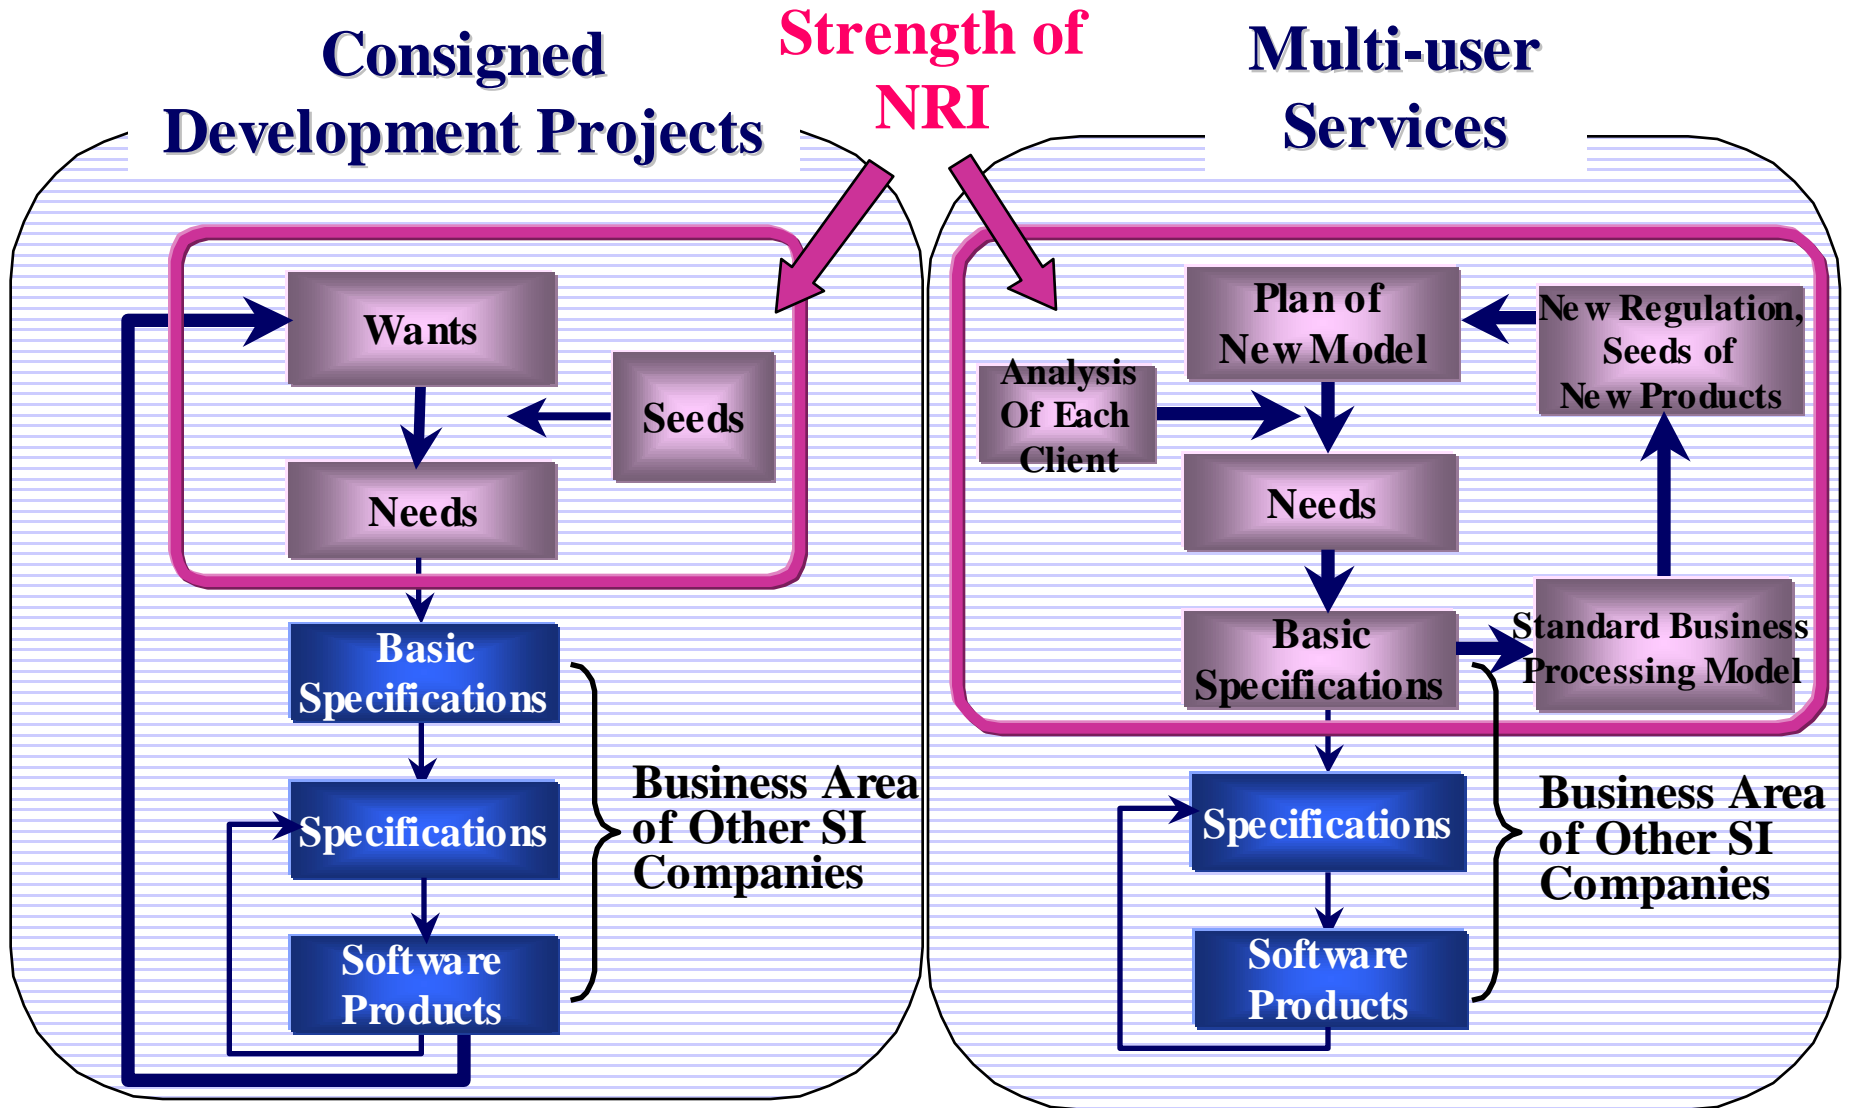 Consigned
Development Projects
Strength of
NRI
Multi-user
Services
Wants
Seeds
Needs
Basic
Specifications
Specifications
Software
Products
Business Area
of Other SI
Companies
Plan of
New Model
New Regulation,
Seeds of
New Products
Analysis
Of Each
Client
Needs
Basic
Specifications
Standard Business
Processing Model
Specifications
Software
Products
Business Area
of Other SI
Companies